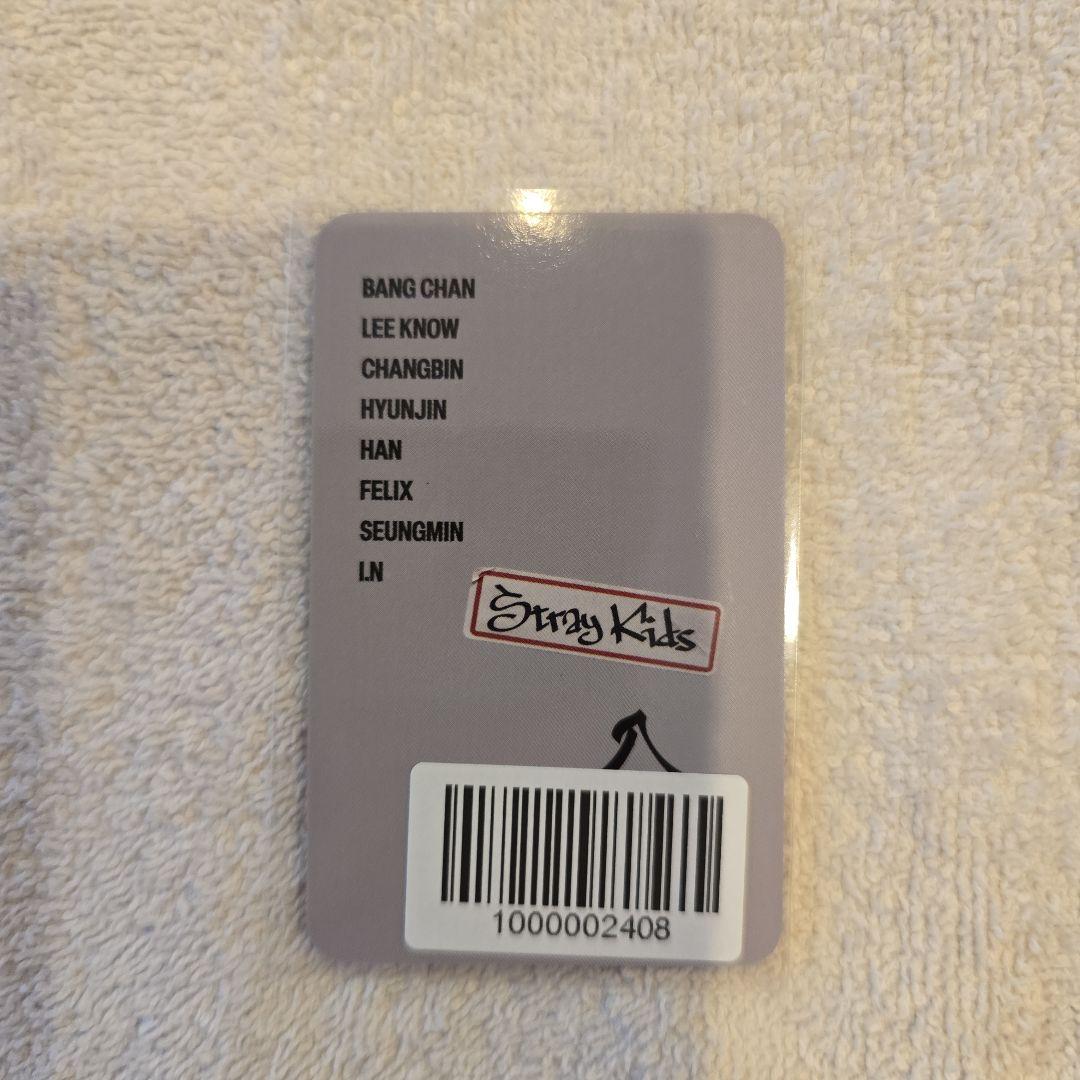 BANG CHAN
LEE KNOW
CHANGBIN
HYUNJIN
HAN
FELIX
SEUNGMIN
I.N
Stray Kids
1000002408